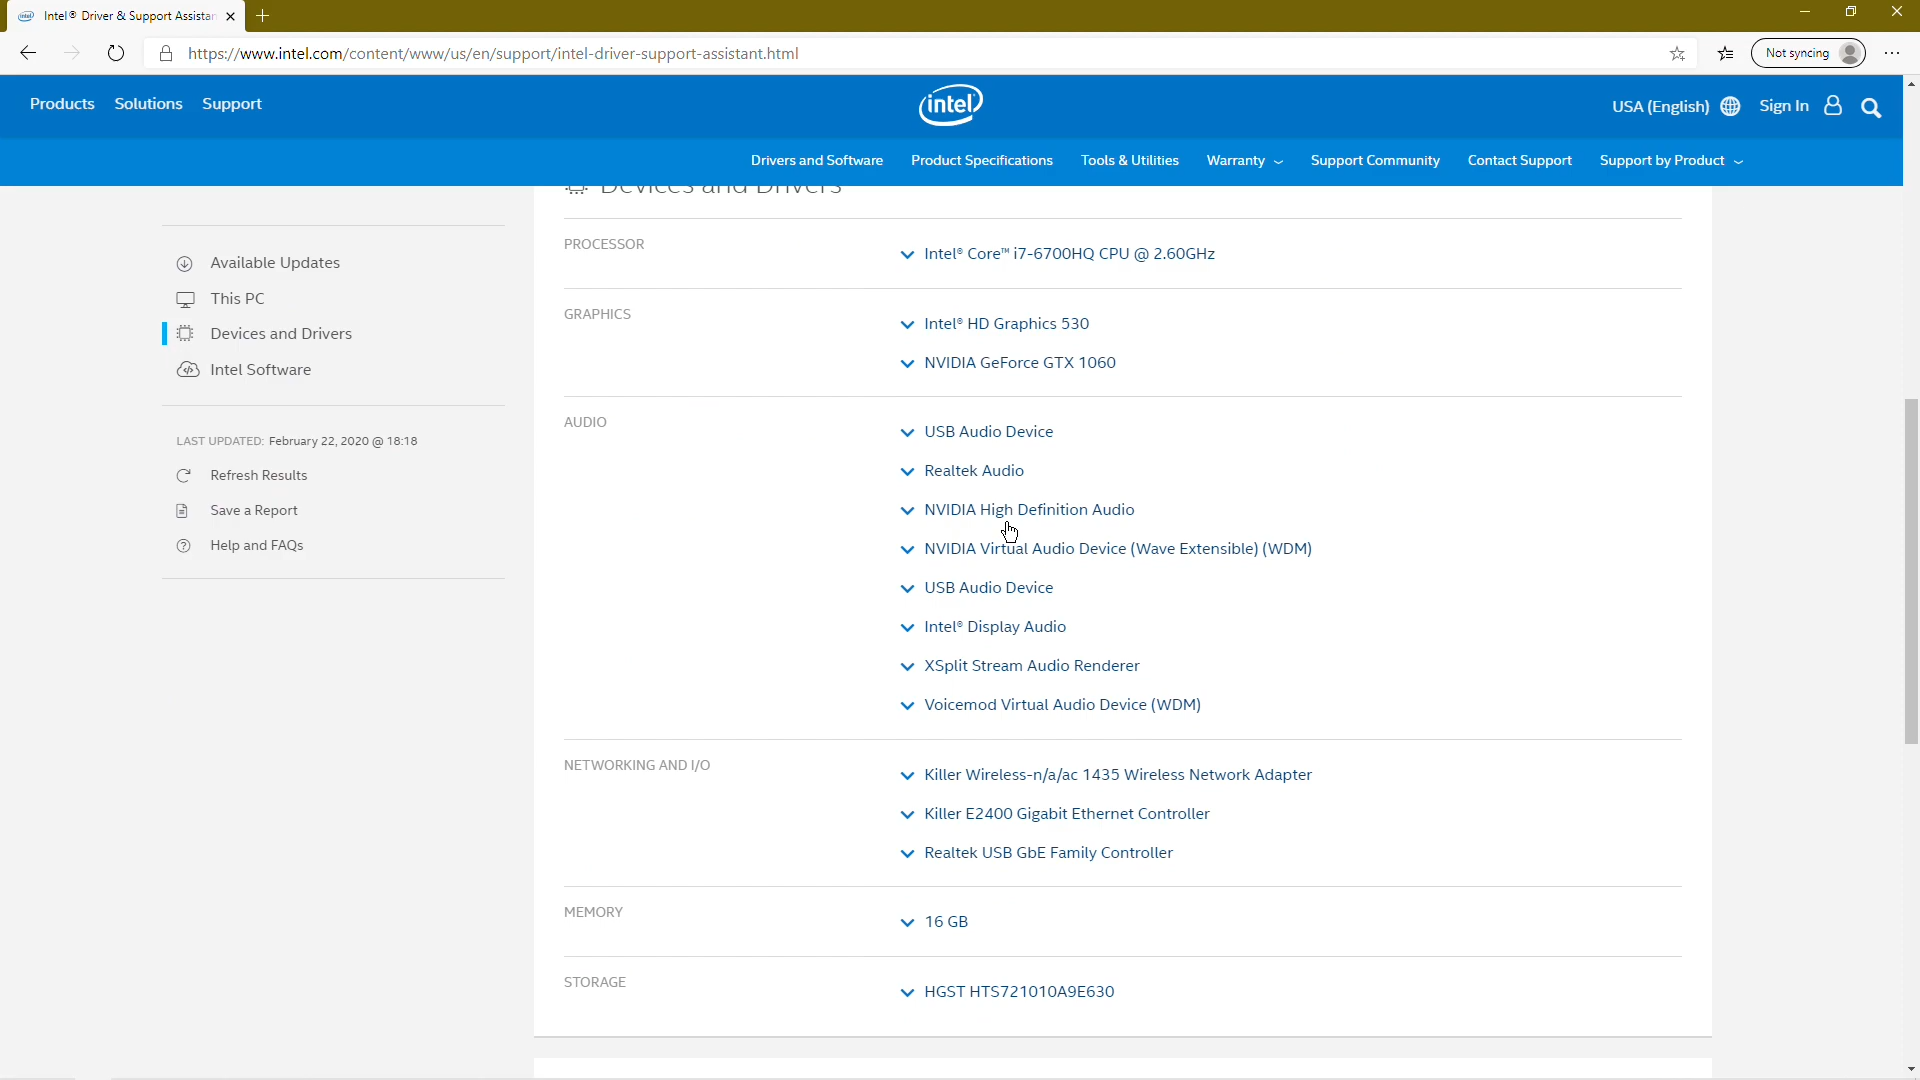 Intel® Driver & Support Assistan
https://www.intel.com/content/www/us/en/support/intel-driver-support-assistant.html
Not syncing
Products Solutions Support
intel
USA (English) Sign In
Drivers and Software Product Specifications Tools & Utilities Warranty Support Community Contact Support Support by Product
Devices and Drivers
Available Updates
This PC
Devices and Drivers
Intel Software
LAST UPDATED: February 22, 2020 @ 18:18
Refresh Results
Save a Report
Help and FAQs
PROCESSOR
Intel® Core™ i7-6700HQ CPU @ 2.60GHz
GRAPHICS
Intel® HD Graphics 530
NVIDIA GeForce GTX 1060
AUDIO
USB Audio Device
Realtek Audio
NVIDIA High Definition Audio
NVIDIA Virtual Audio Device (Wave Extensible) (WDM)
USB Audio Device
Intel® Display Audio
XSplit Stream Audio Renderer
Voicemod Virtual Audio Device (WDM)
NETWORKING AND I/O
Killer Wireless-n/a/ac 1435 Wireless Network Adapter
Killer E2400 Gigabit Ethernet Controller
Realtek USB GbE Family Controller
MEMORY
16 GB
STORAGE
HGST HTS721010A9E630